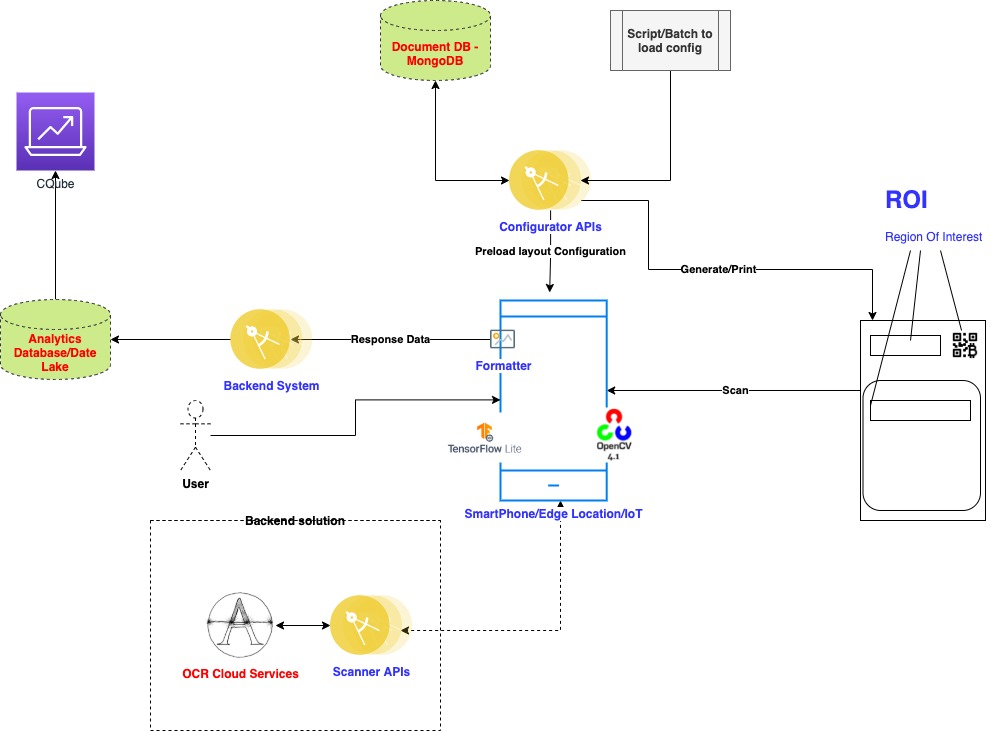 Document DB -
MongoDB
Script/Batch to
load config
CQube
ROI
Configurator APIs
Region Of Interest
Preload layout Configuration
Generate/Print
Analytics
Database/Date
Lake
Response Data
Formatter
Backend System
Scan
TensorFlow Lite
OpenCV
4.1
User
SmartPhone/Edge Location/IoT
Backend solution
OCR Cloud Services
Scanner APIs